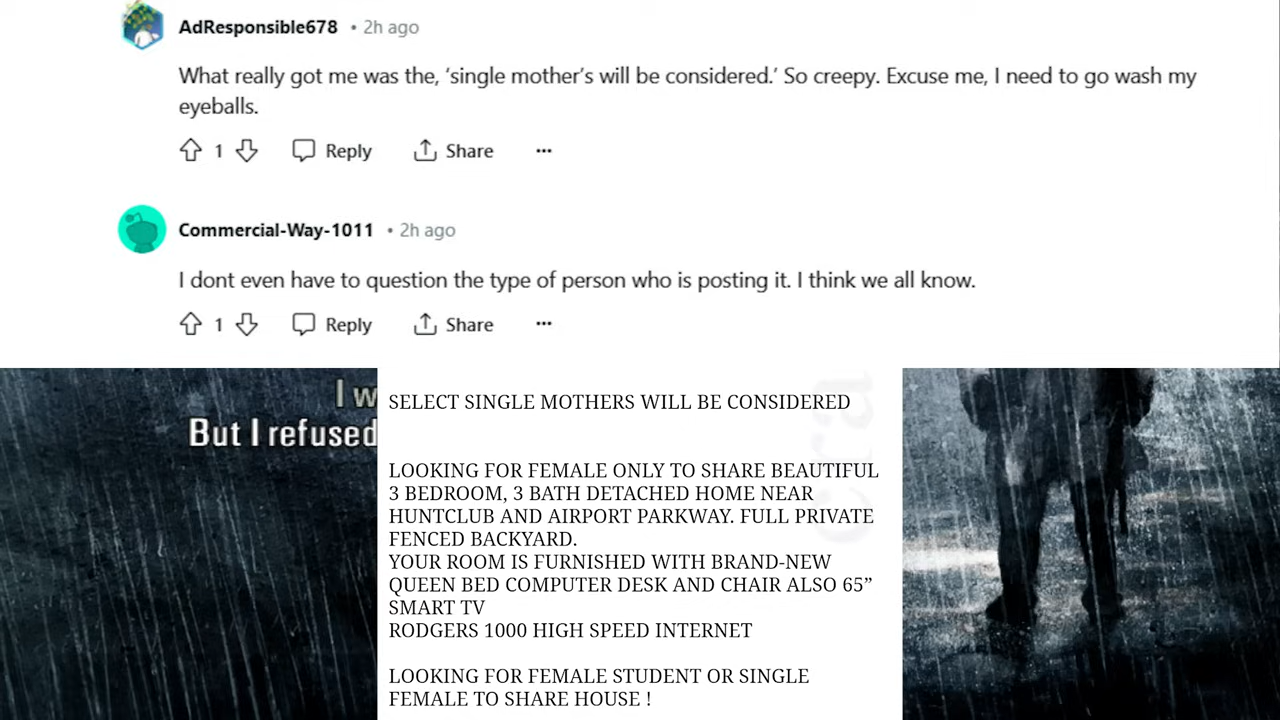 AdResponsible678 • 2h ago
What really got me was the, ‘single mother’s will be considered.’ So creepy. Excuse me, I need to go wash my
eyeballs.
1 Reply Share ...
Commercial-Way-1011 • 2h ago
I dont even have to question the type of person who is posting it. I think we all know.
1 Reply Share ...
I w
But I refused
SELECT SINGLE MOTHERS WILL BE CONSIDERED
LOOKING FOR FEMALE ONLY TO SHARE BEAUTIFUL
3 BEDROOM, 3 BATH DETACHED HOME NEAR
HUNTCLUB AND AIRPORT PARKWAY. FULL PRIVATE
FENCED BACKYARD.
YOUR ROOM IS FURNISHED WITH BRAND-NEW
QUEEN BED COMPUTER DESK AND CHAIR ALSO 65”
SMART TV
RODGERS 1000 HIGH SPEED INTERNET
LOOKING FOR FEMALE STUDENT OR SINGLE
FEMALE TO SHARE HOUSE !
cra